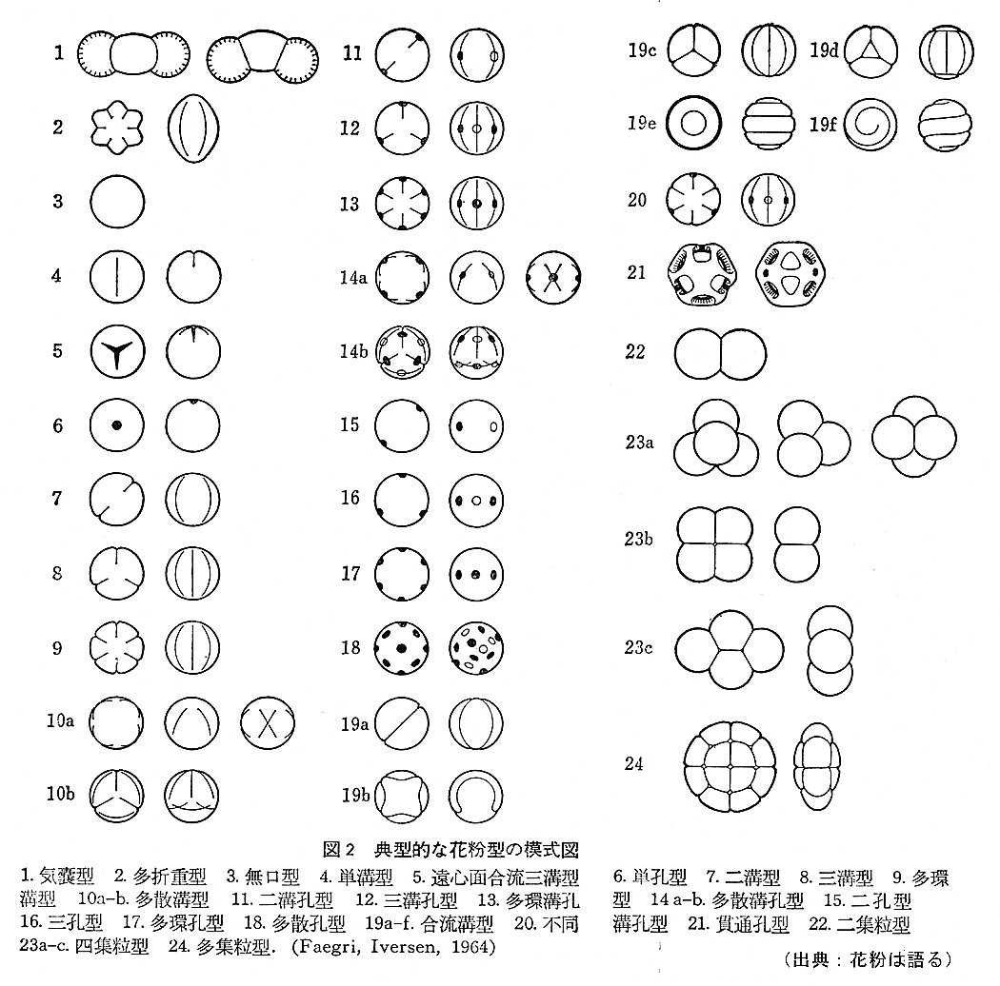 1
2
3
4
5
6
7
8
9
10a
10b
11
12
13
14a
14b
15
16
17
18
19a
19b
19c
19d
19e
19f
20
21
22
23a
23b
23c
24
図2 典型的な花粉型の模式図
1. 気嚢型 2. 多折重型 3. 無口型 4. 単溝型 5. 遠心面合流三溝型 6. 単孔型 7. 二溝型 8. 三溝型 9. 多環
溝型 10a-b. 多散溝型 11. 二溝孔型 12. 三溝孔型 13. 多環溝孔型 14a-b. 多散溝孔型 15. 二孔型
16. 三孔型 17. 多環孔型 18. 多散孔型 19a-f. 合流溝型 20. 不同溝孔型 21. 貫通孔型 22. 二集粒型
23a-c. 四集粒型 24. 多集粒型. (Faegri, Iversen, 1964)
(出典:花粉は語る)